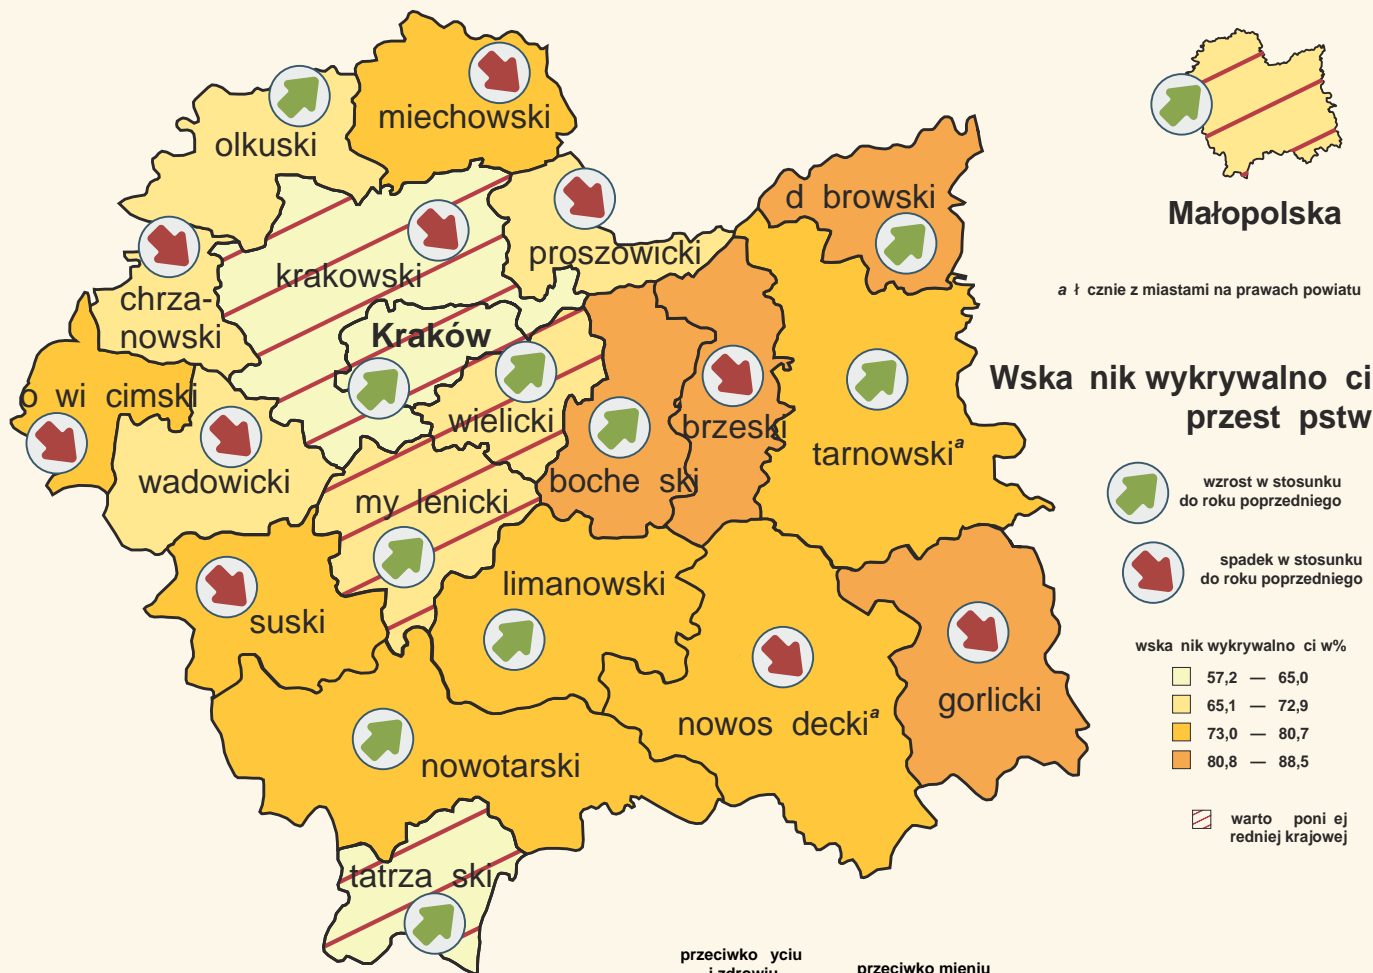 miechowski
olkuski
d browski
Małopolska
proszowicki
krakowski
a ł cznie z miastami na prawach powiatu
chrza-
nowski
Kraków
Wska nik wykrywalno ci
przest pstw
o wi cimski
wielicki
brzeski
tarnowski a
wadowicki
boche ski
my lenicki
wzrost w stosunku
do roku poprzedniego
spadek w stosunku
do roku poprzedniego
limanowski
suski
wska nik wykrywalno ci w%
57,2 — 65,0
65,1 — 72,9
73,0 — 80,7
80,8 — 88,5
gorlicki
nowos decki a
nowotarski
warto poni ej
redniej krajowej
tatrza ski
przeciwko yciu
i zdrowiu
przeciwko mieniu